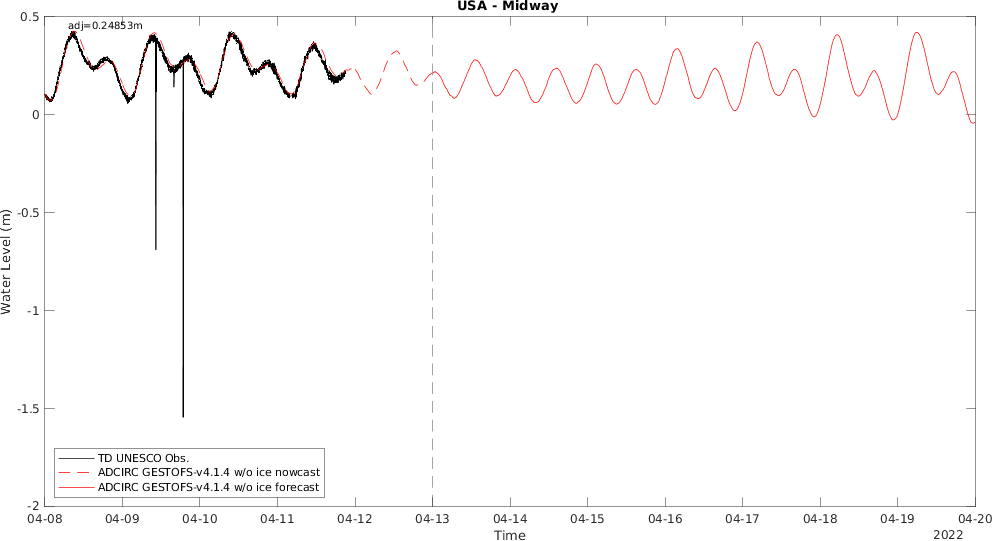 USA - Midway
adj=0.24853m
0.5
0
-0.5
-1
-1.5
-2
Water Level (m)
TD UNESCO Obs.
ADCIRC GESTOFS-v4.1.4 w/o ice nowcast
ADCIRC GESTOFS-v4.1.4 w/o ice forecast
04-08 04-09 04-10 04-11 04-12 04-13 04-14 04-15 04-16 04-17 04-18 04-19 04-20
Time
2022